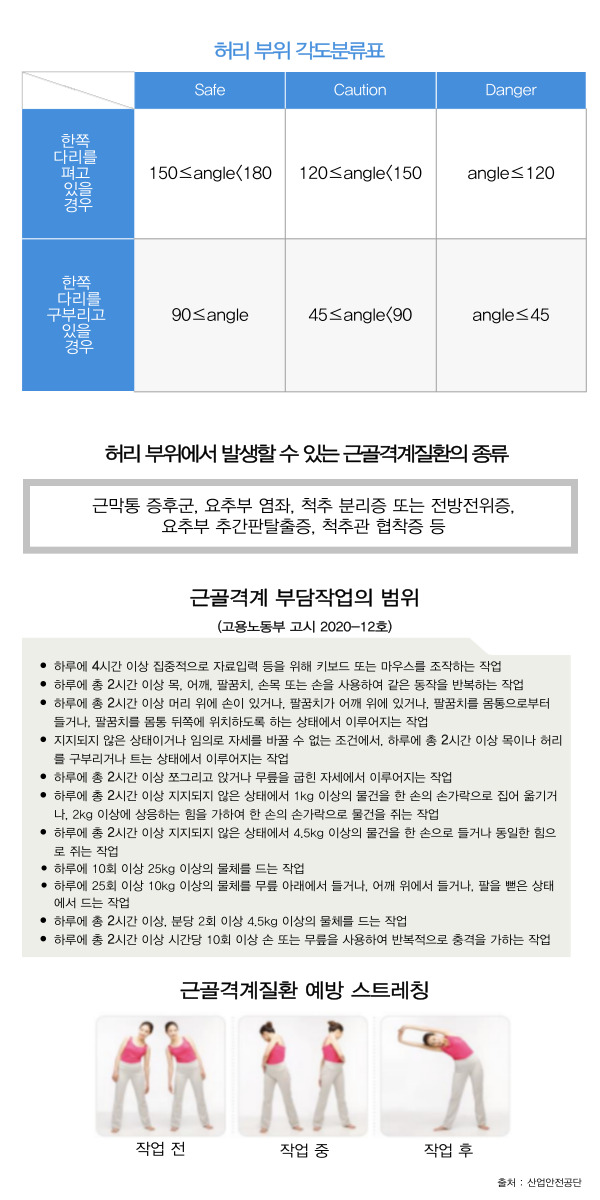 허리 부위 각도분류표
Safe Caution Danger
한쪽
다리를
펴고
있을
경우
150≤angle<180 120≤angle<150 angle≤120
한쪽
다리를
구부리고
있을
경우
90≤angle 45≤angle<90 angle≤45
허리 부위에서 발생할 수 있는 근골격계질환의 종류
근막통 증후군, 요추부 염좌, 척추 분리증 또는 전방전위증,
요추부 추간판탈출증, 척추관 협착증 등
근골격계 부담작업의 범위
(고용노동부 고시 2020-12호)
● 하루에 4시간 이상 집중적으로 자료입력 등을 위해 키보드 또는 마우스를 조작하는 작업
● 하루에 총 2시간 이상 목, 어깨, 팔꿈치, 손목 또는 손을 사용하여 같은 동작을 반복하는 작업
● 하루에 총 2시간 이상 머리 위에 손이 있거나, 팔꿈치가 어깨 위에 있거나, 팔꿈치를 몸통으로부터
들거나, 팔꿈치를 몸통 뒤쪽에 위치하도록 하는 상태에서 이루어지는 작업
● 지지되지 않은 상태이거나 임의로 자세를 바꿀 수 없는 조건에서, 하루에 총 2시간 이상 목이나 허리
를 구부리거나 트는 상태에서 이루어지는 작업
● 하루에 총 2시간 이상 쪼그리고 앉거나 무릎을 굽힌 자세에서 이루어지는 작업
● 하루에 총 2시간 이상 지지되지 않은 상태에서 1kg 이상의 물건을 한 손의 손가락으로 집어 옮기거
나, 2kg 이상에 상응하는 힘을 가하여 한 손의 손가락으로 물건을 쥐는 작업
● 하루에 총 2시간 이상 지지되지 않은 상태에서 4.5kg 이상의 물건을 한 손으로 들거나 동일한 힘으
로 쥐는 작업
● 하루에 10회 이상 25kg 이상의 물체를 드는 작업
● 하루에 25회 이상 10kg 이상의 물체를 무릎 아래에서 들거나, 어깨 위에서 들거나, 팔을 뻗은 상태
에서 드는 작업
● 하루에 총 2시간 이상, 분당 2회 이상 4.5kg 이상의 물체를 드는 작업
● 하루에 총 2시간 이상 시간당 10회 이상 손 또는 무릎을 사용하여 반복적으로 충격을 가하는 작업
근골격계질환 예방 스트레칭
작업 전 작업 중 작업 후
출처 : 산업안전공단